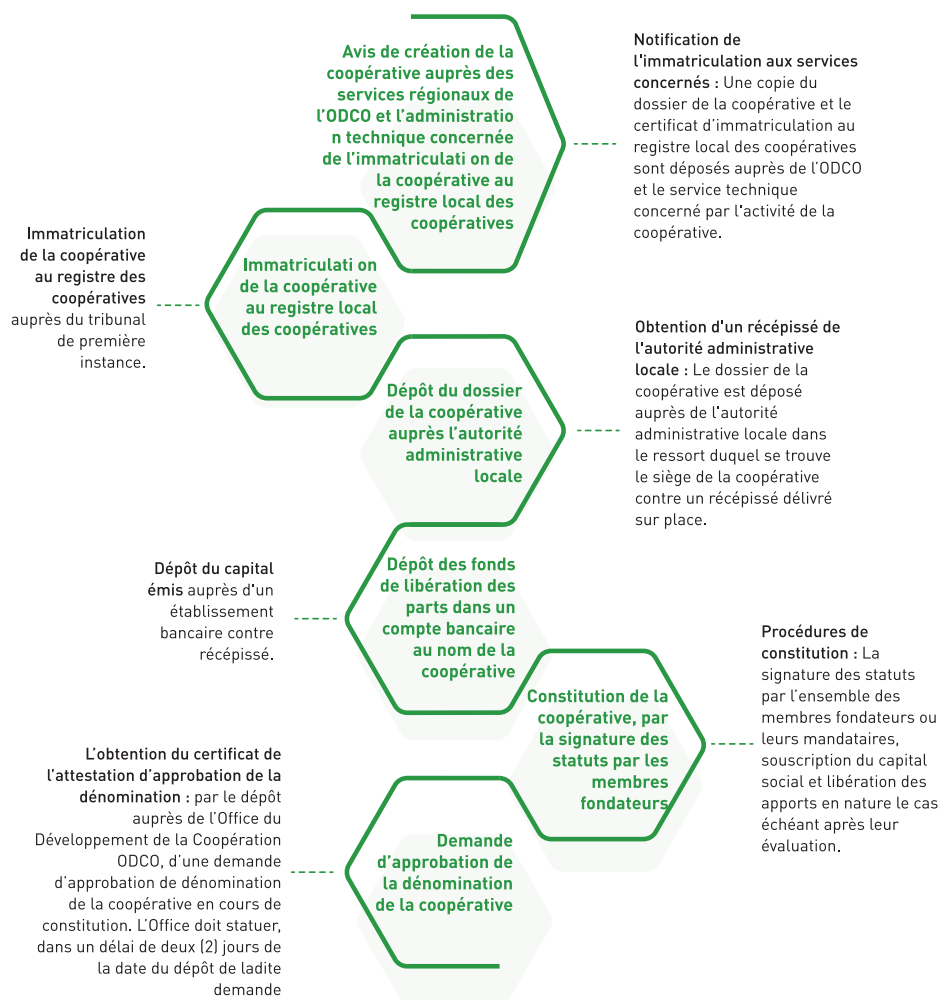 Avis de création de la
coopérative auprès des
services régionaux de
l'ODCO et l'administratio
n technique concernée
de l'immatriculati on de
la coopérative au
registre local des
coopératives
Notification de
l'immatriculation aux services
concernés : Une copie du
dossier de la coopérative et le
certificat d'immatriculation au
registre local des coopératives
sont déposés auprès de l'ODCO
et le service technique
concerné par l'activité de la
coopérative.
Immatriculation
de la coopérative
au registre des
coopératives
auprès du tribunal
de première
instance.
Immatriculati on
de la coopérative
au registre local
des coopératives
Dépôt du dossier
de la coopérative
auprès l'autorité
administrative
locale
Obtention d'un récépissé de
l'autorité administrative
locale : Le dossier de la
coopérative est déposé
auprès de l'autorité
administrative locale dans
le ressort duquel se trouve
le siège de la coopérative
contre un récépissé délivré
sur place.
Dépôt du capital
émis auprès d'un
établissement
bancaire contre
récépissé.
Dépôt des fonds
de libération des
parts dans un
compte bancaire
au nom de la
coopérative
Constitution de la
coopérative, par
la signature des
statuts par les
membres
fondateurs
Procédures de
constitution : La
signature des statuts
par l'ensemble des
membres fondateurs ou
leurs mandataires,
souscription du capital
social et libération des
apports en nature le cas
échéant après leur
évaluation.
L'obtention du certificat de
l'attestation d'approbation de la
dénomination : par le dépôt
auprès de l'Office du
Développement de la Coopération
ODCO, d'une demande
d'approbation de dénomination
de la coopérative en cours de
constitution. L'Office doit statuer,
dans un délai de deux (2) jours de
la date du dépôt de ladite
demande
Demande
d'approbation de
la dénomination
de la coopérative